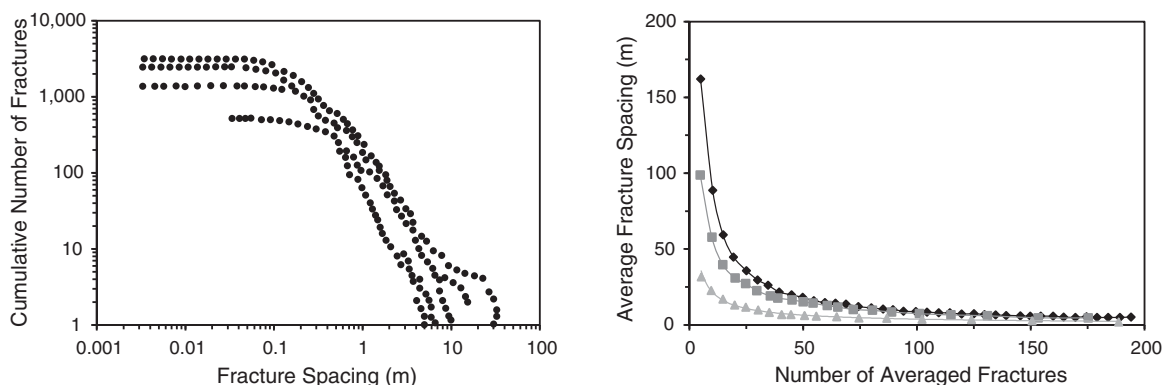 Cumulative Number of Fractures
10,000
1,000
100
10
1
0.001 0.01 0.1 1 10 100
Fracture Spacing (m)
Average Fracture Spacing (m)
200
150
100
50
0
0 50 100 150 200
Number of Averaged Fractures